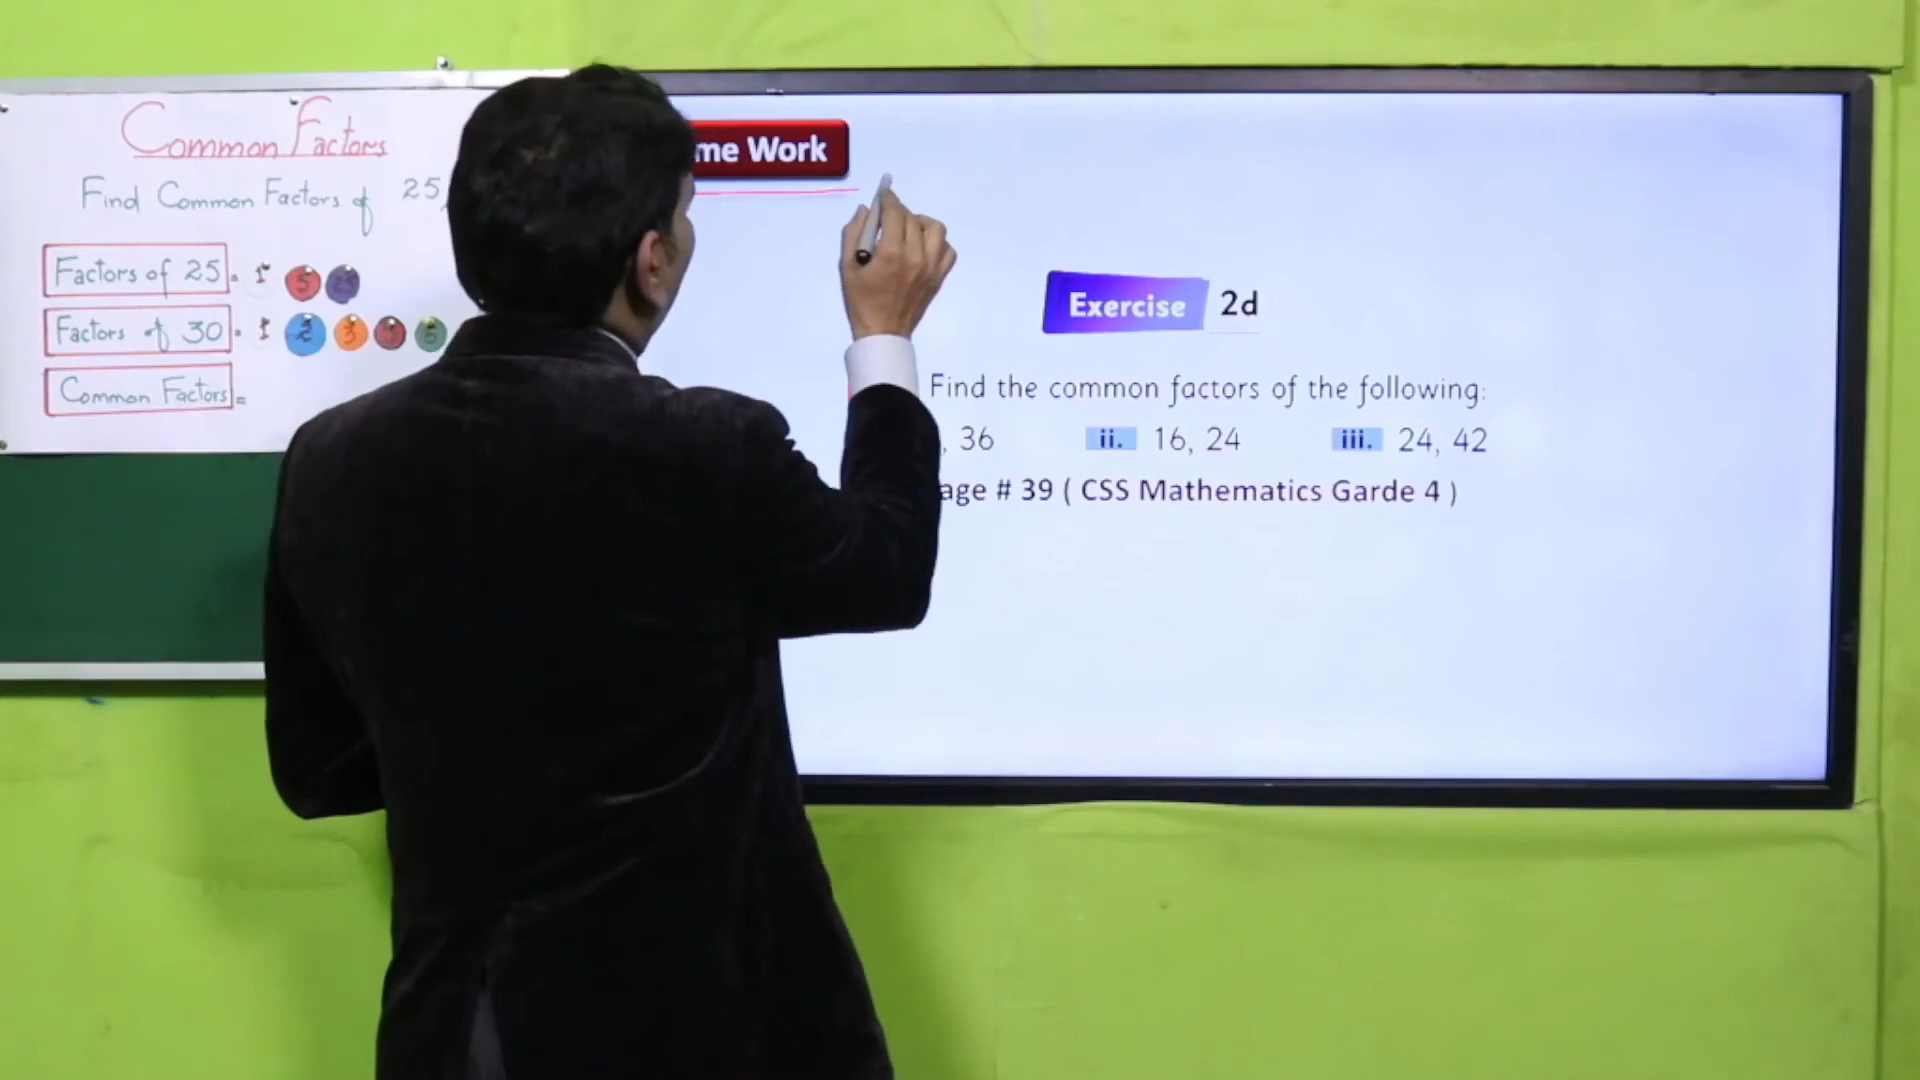 Common Factors
Find Common Factors of 25,
Factors of 25 = 1 5 25
Factors of 30 = 1 2 3 5 6
Common Factors =
me Work
Exercise 2d
Find the common factors of the following:
, 36 ii. 16, 24 iii. 24, 42
age # 39 ( CSS Mathematics Garde 4 )